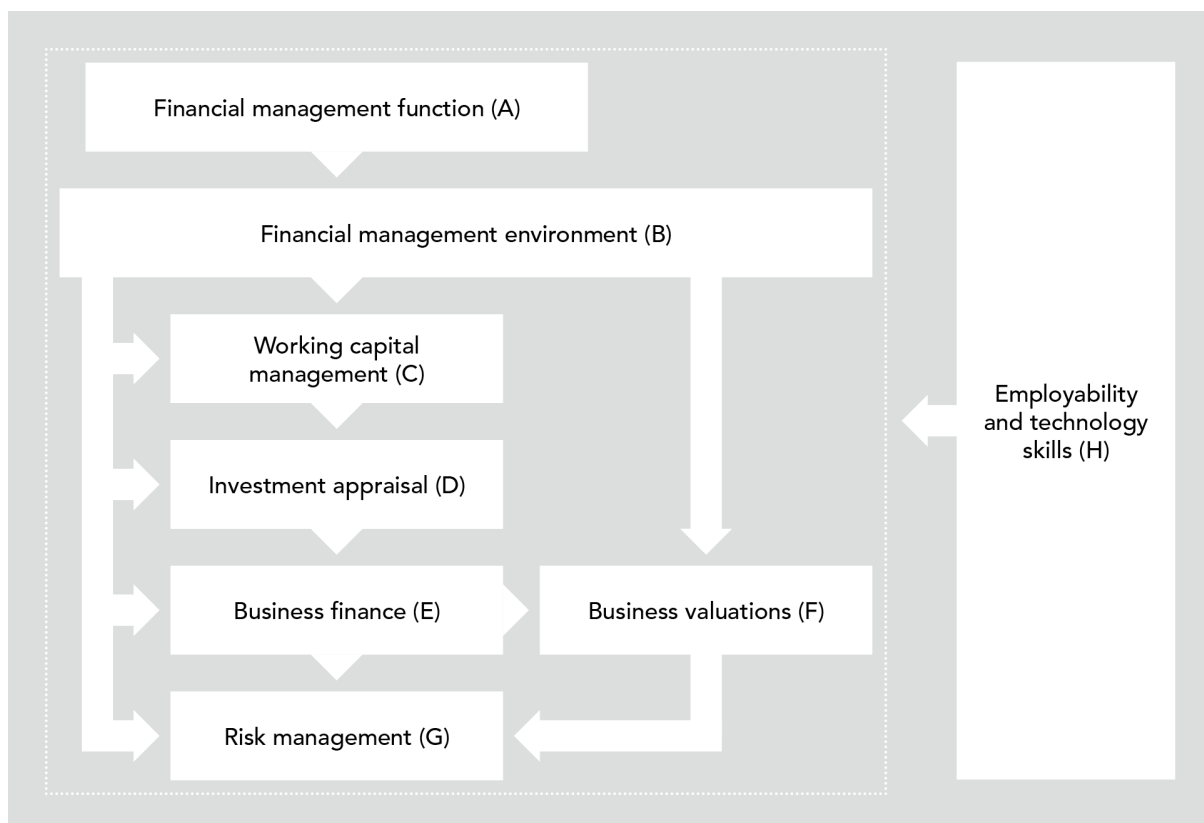 Financial management function (A)
Financial management environment (B)
Working capital
management (C)
Investment appraisal (D)
Business finance (E)
Business valuations (F)
Risk management (G)
Employability
and technology
skills (H)